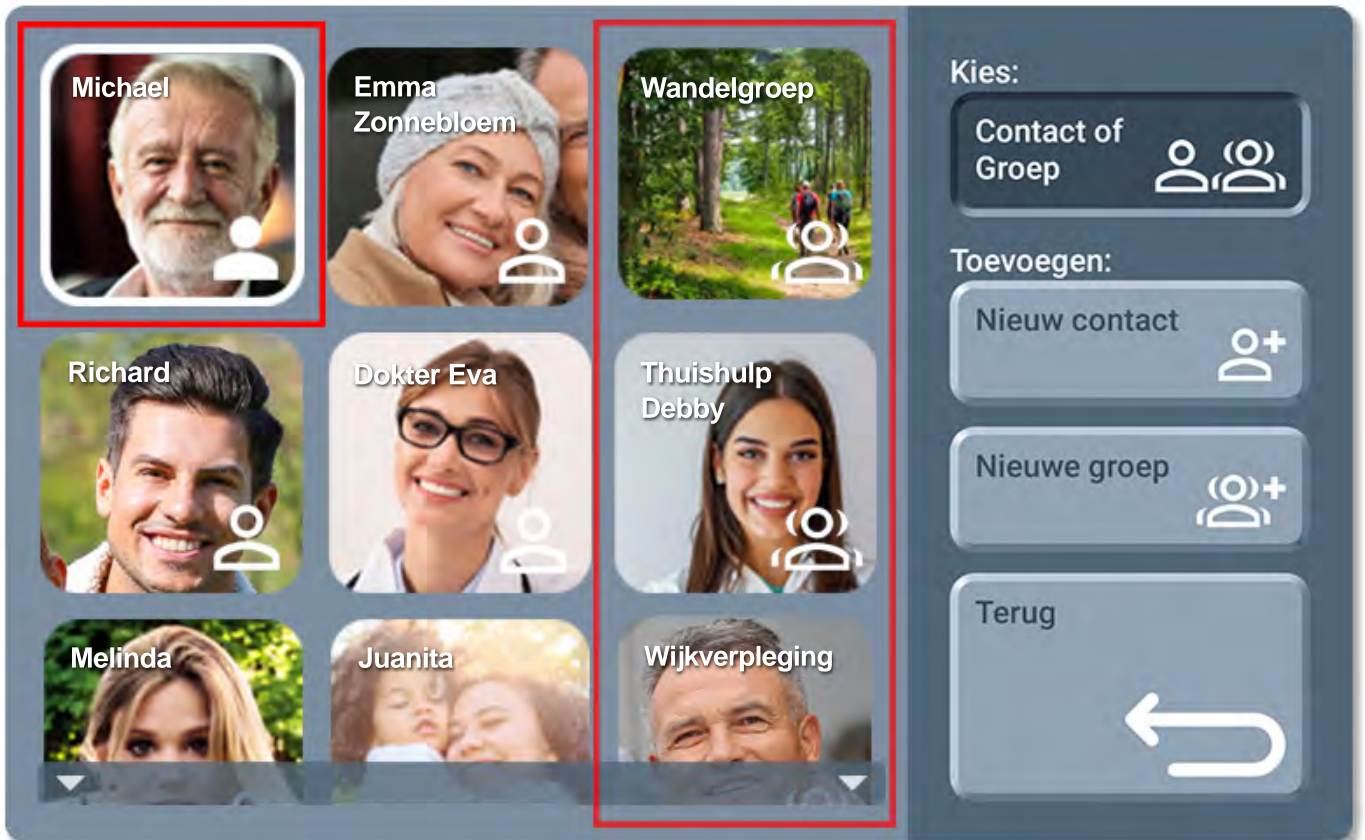 Michael
Emma
Zonnebloem
Wandelgroep
Richard
Dokter Eva
Thuishulp
Debby
Melinda
Juanita
Wijkverpleging
Kies:
Contact of
Groep
Toevoegen:
Nieuw contact
Nieuwe groep
Terug